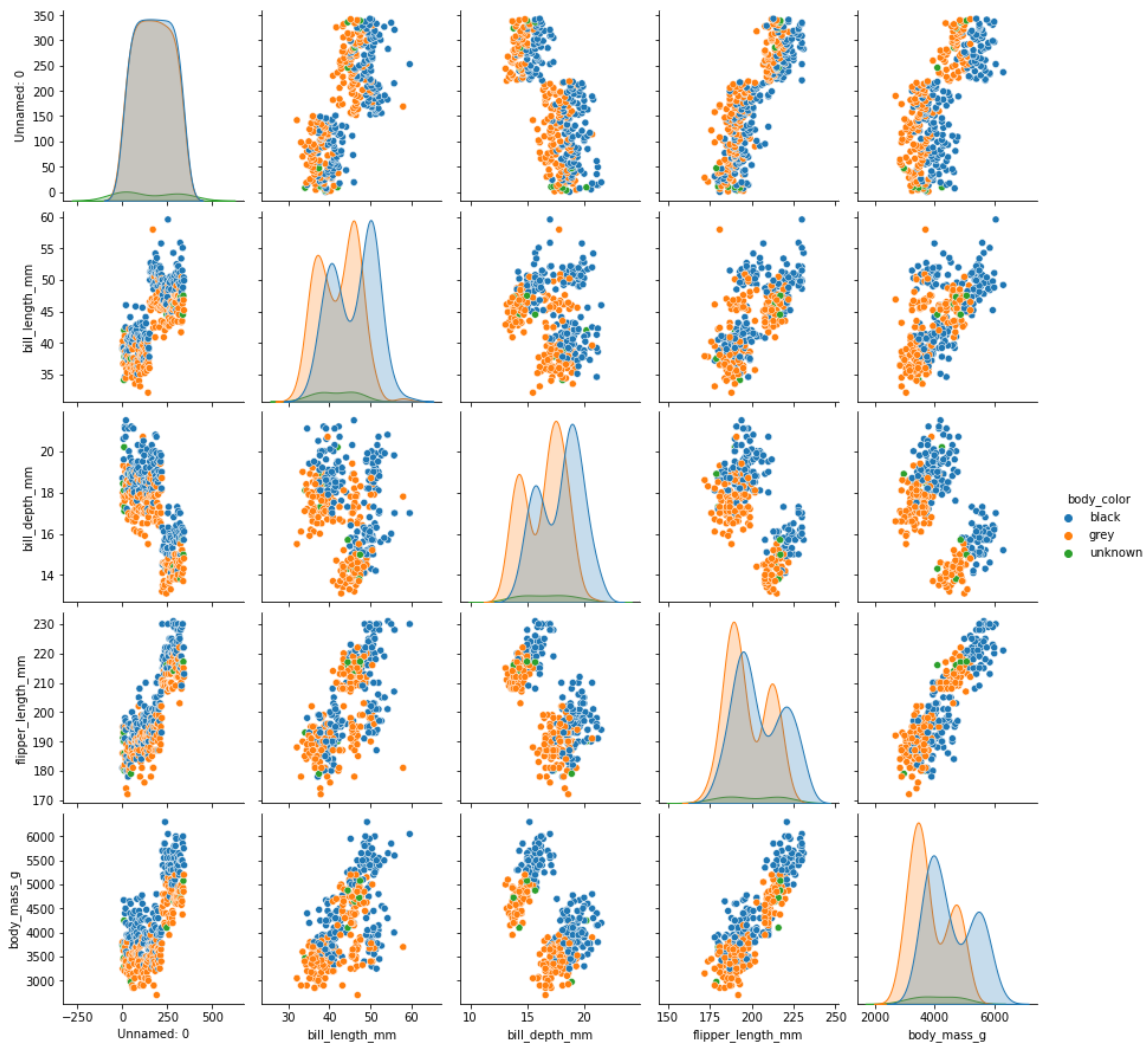 350
300
250
200
150
100
50
0
Unnamed: 0
60
55
50
45
40
35
bill_length_mm
20
18
16
14
bill_depth_mm
body_color
black
grey
unknown
230
220
210
200
190
180
170
flipper_length_mm
6000
5500
5000
4500
4000
3500
3000
body_mass_g
−250 0 250 500
Unnamed: 0
30 40 50 60
bill_length_mm
10 15 20
bill_depth_mm
150 175 200 225 250
flipper_length_mm
2000 4000 6000
body_mass_g